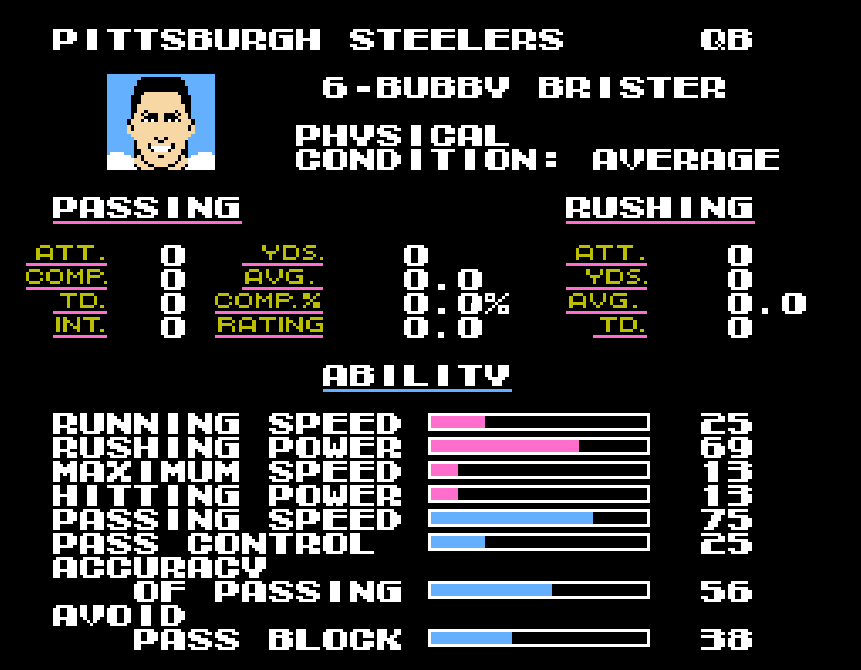 PITTSBURGH STEELERS QB
6-BUBBY BRISTER
PHYSICAL
CONDITION: AVERAGE
PASSING RUSHING
ATT. 0 YDS. 0 ATT. 0
COMP. 0 AVG. 0.0 YDS. 0
TD. 0 COMP.% 0.0% AVG. 0.0
INT. 0 RATING 0.0 TD. 0
ABILITY
RUNNING SPEED 25
RUSHING POWER 69
MAXIMUM SPEED 13
HITTING POWER 13
PASSING SPEED 75
PASS CONTROL 25
ACCURACY
OF PASSING 56
AVOID
PASS BLOCK 38